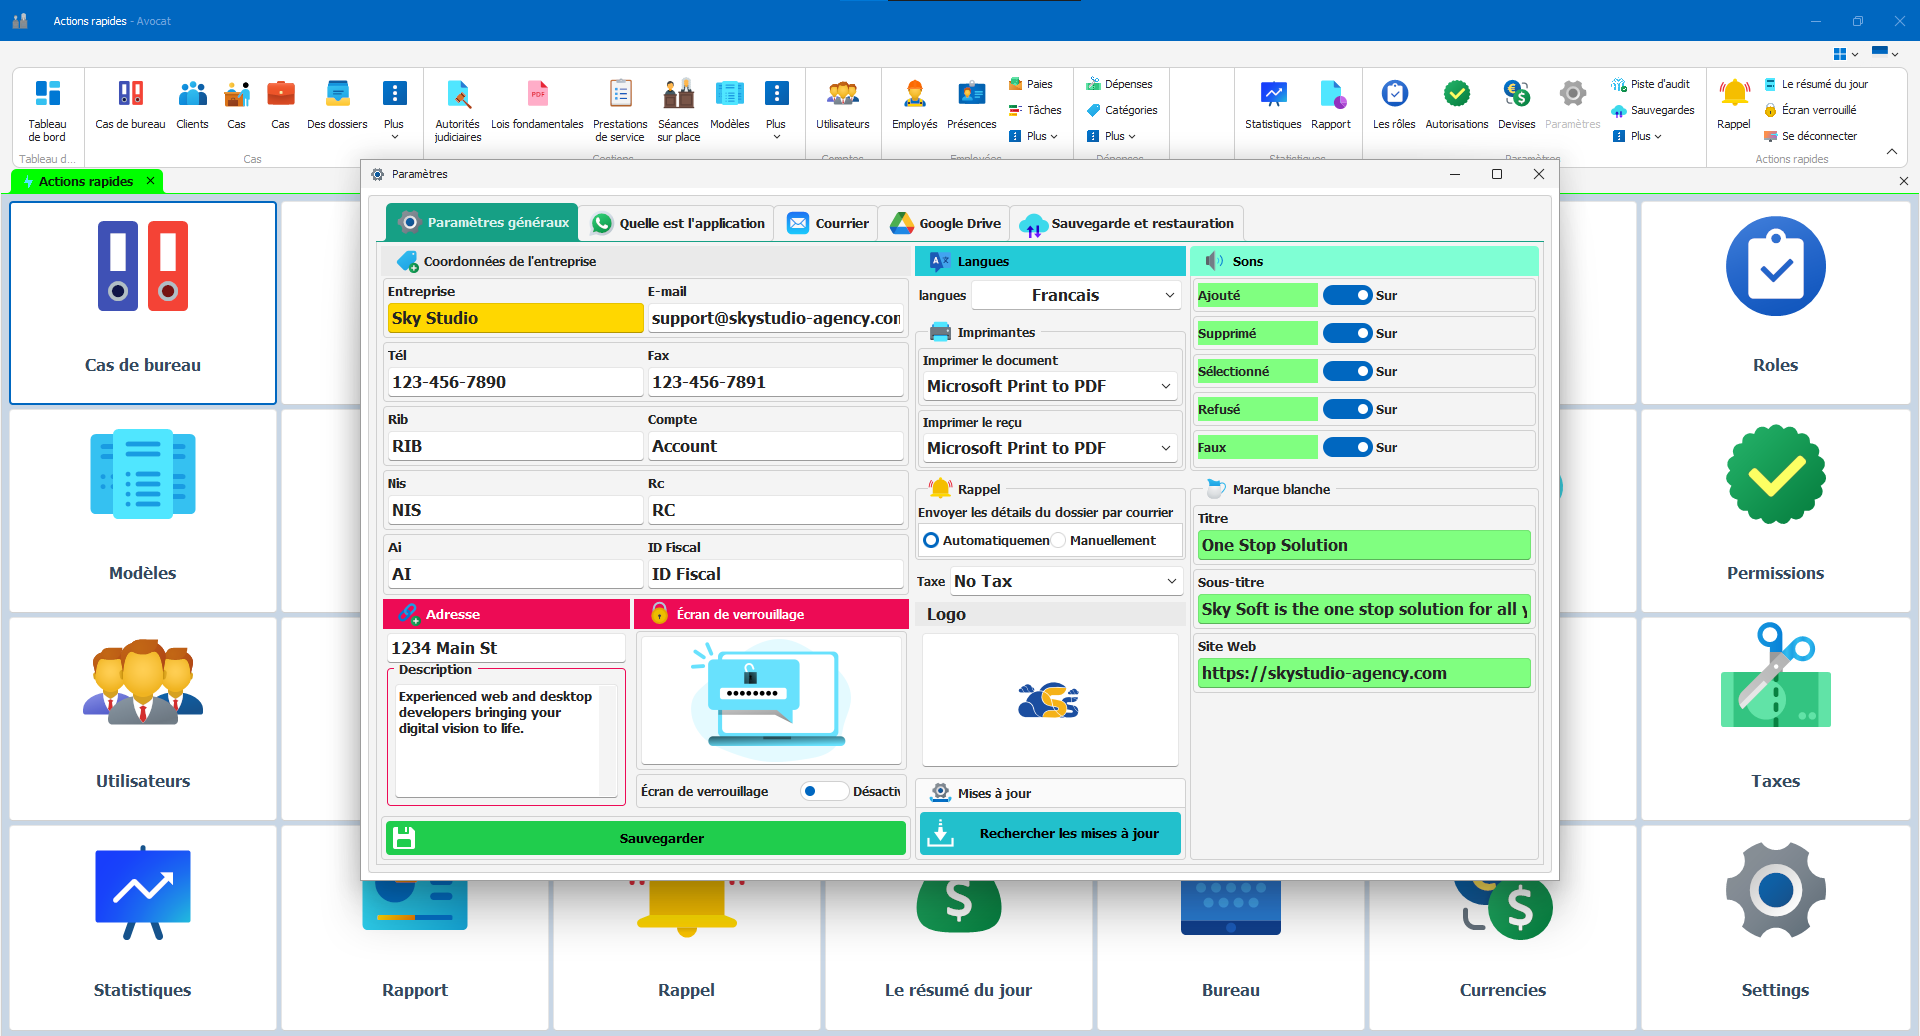 Actions rapides - Avocat
Tableau de bord
Tableau d...
Cas de bureau
Clients
Cas
Cas
Des dossiers
Plus
Cas
Autorités judiciaires
Lois fondamentales
Prestations de service
Séances sur place
Modèles
Plus
Utilisateurs
Employés
Présences
Paies
Tâches
Plus
Dépenses
Catégories
Plus
Statistiques
Rapport
Les rôles
Autorisations
Devises
Paramètres
Piste d'audit
Sauvegardes
Plus
Rappel
Le résumé du jour
Écran verrouillé
Se déconnecter
Actions rapides
Actions rapides
Paramètres
Paramètres généraux
Quelle est l'application
Courrier
Google Drive
Sauvegarde et restauration
Coordonnées de l'entreprise
Entreprise
E-mail
Sky Studio
support@skystudio-agency.com
Tél
Fax
123-456-7890
123-456-7891
Rib
Compte
RIB
Account
Nis
Rc
NIS
RC
Ai
ID Fiscal
AI
ID Fiscal
Adresse
1234 Main St
Description
Experienced web and desktop
developers bringing your
digital vision to life.
Écran de verrouillage
Écran de verrouillage
Désactiv
Sauvegarder
Langues
langues
Francais
Imprimantes
Imprimer le document
Microsoft Print to PDF
Imprimer le reçu
Microsoft Print to PDF
Rappel
Envoyer les détails du dossier par courrier
Automatiquemen
Manuellement
Taxe
No Tax
Logo
Mises à jour
Rechercher les mises à jour
Sons
Ajouté
Sur
Supprimé
Sur
Sélectionné
Sur
Refusé
Sur
Faux
Sur
Marque blanche
Titre
One Stop Solution
Sous-titre
Sky Soft is the one stop solution for all y
Site Web
https://skystudio-agency.com
Cas de bureau
Roles
Modèles
Permissions
Utilisateurs
Taxes
Statistiques
Rapport
Rappel
Le résumé du jour
Bureau
Currencies
Settings